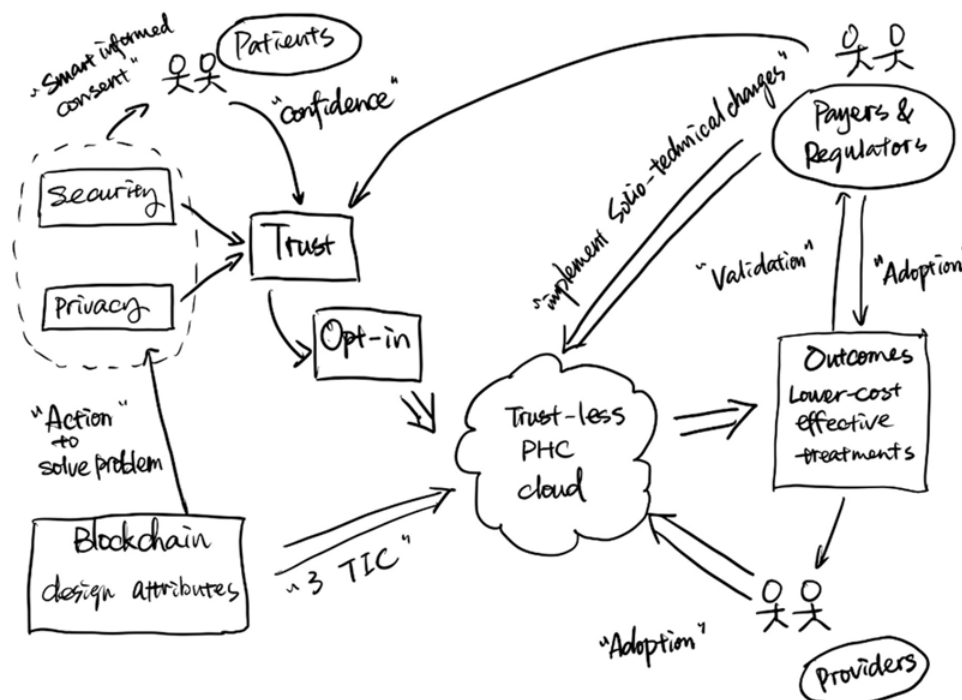 "Smart informed
consent"
Patients
"confidence"
Payers &
Regulators
"implement Socio-technical changes"
Security
Trust
Privacy
"Validation"
"Adoption"
Opt-in
Outcomes
Lower-cost
effective
treatments
"Action"
to
solve problem
Trust-less
PHC
cloud
Blockchain
design attributes
"3 TIC"
"Adoption"
Providers